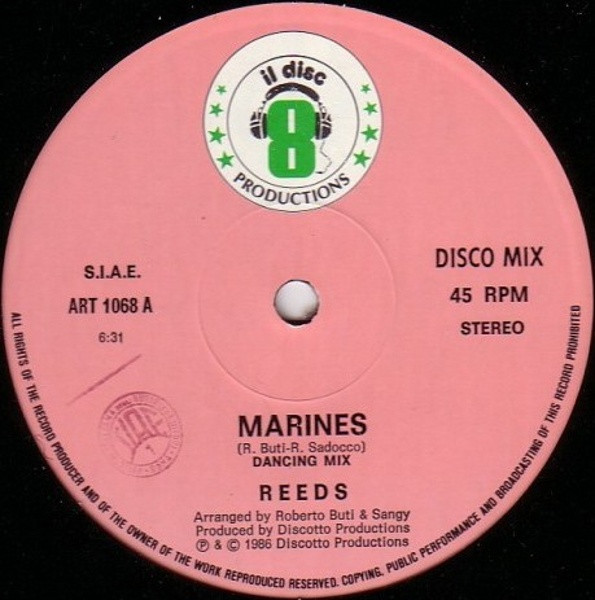 il disc
8
PRODUCTIONS
S.I.A.E.
ART 1068 A
6:31
DISCO MIX
45 RPM
STEREO
MARINES
(R. Buti-R. Sadocco)
DANCING MIX
REEDS
Arranged by Roberto Buti & Sangy
Produced by Discotto Productions
℗ & © 1986 Discotto Productions
ALL RIGHTS OF THE RECORD PRODUCER AND OF THE OWNER OF THE WORK REPRODUCED RESERVED. COPYING, PUBLIC PERFORMANCE AND BROADCASTING OF THIS RECORD PROHIBITED